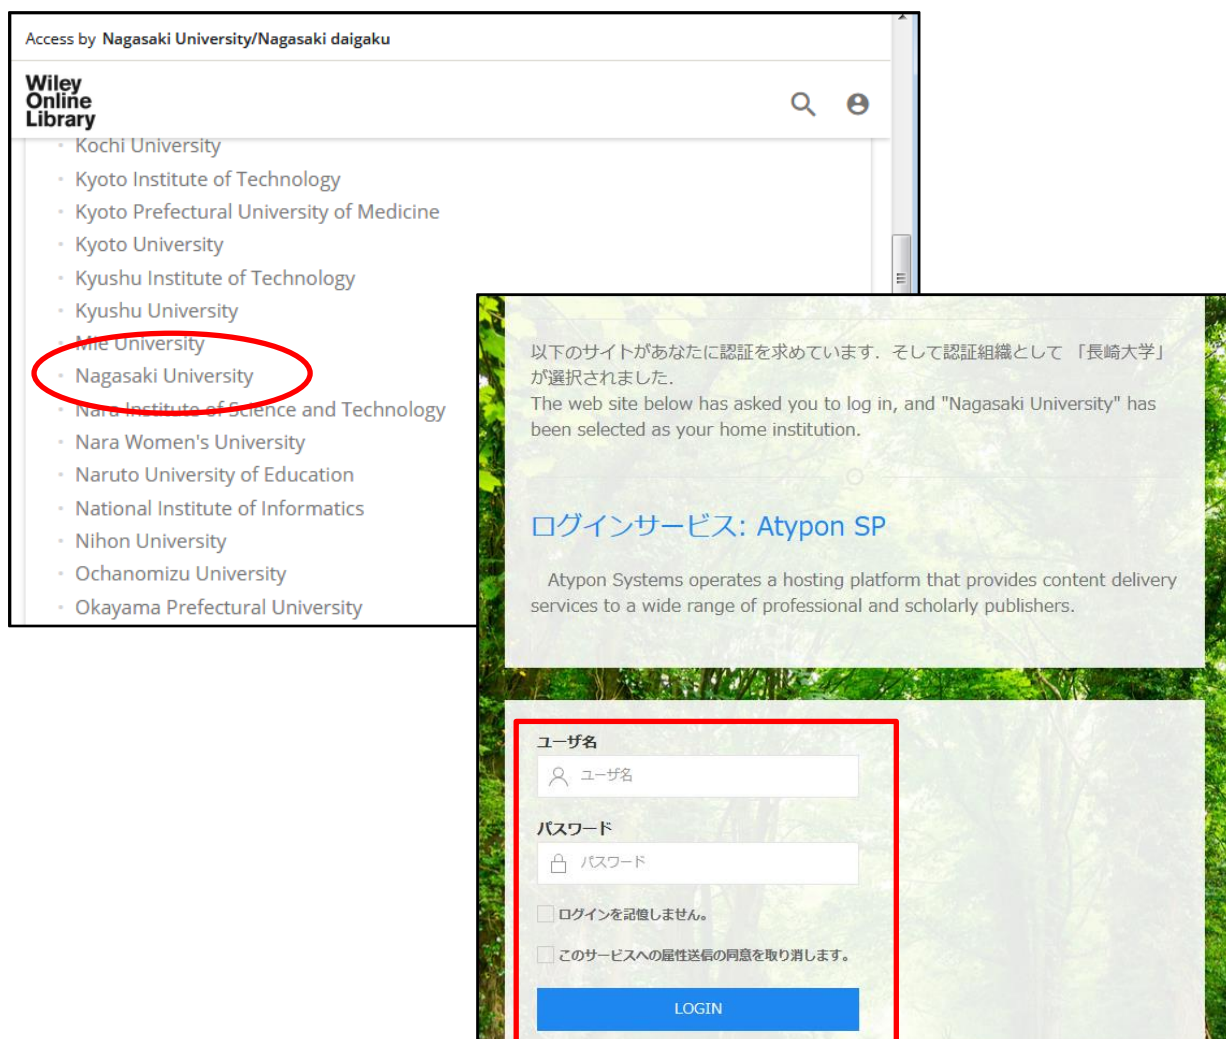 Access by Nagasaki University/Nagasaki daigaku
Wiley
Online
Library
Kochi University
Kyoto Institute of Technology
Kyoto Prefectural University of Medicine
Kyoto University
Kyushu Institute of Technology
Kyushu University
Mie University
Nagasaki University
Nara Institute of Science and Technology
Nara Women's University
Naruto University of Education
National Institute of Informatics
Nihon University
Ochanomizu University
Okayama Prefectural University
以下のサイトがあなたに認証を求めています．そして認証組織として 「長崎大学」
が選択されました．
The web site below has asked you to log in, and "Nagasaki University" has
been selected as your home institution.
ログインサービス: Atypon SP
Atypon Systems operates a hosting platform that provides content delivery
services to a wide range of professional and scholarly publishers.
ユーザ名
ユーザ名
パスワード
パスワード
ログインを記憶しません。
このサービスへの属性送信の同意を取り消します。
LOGIN